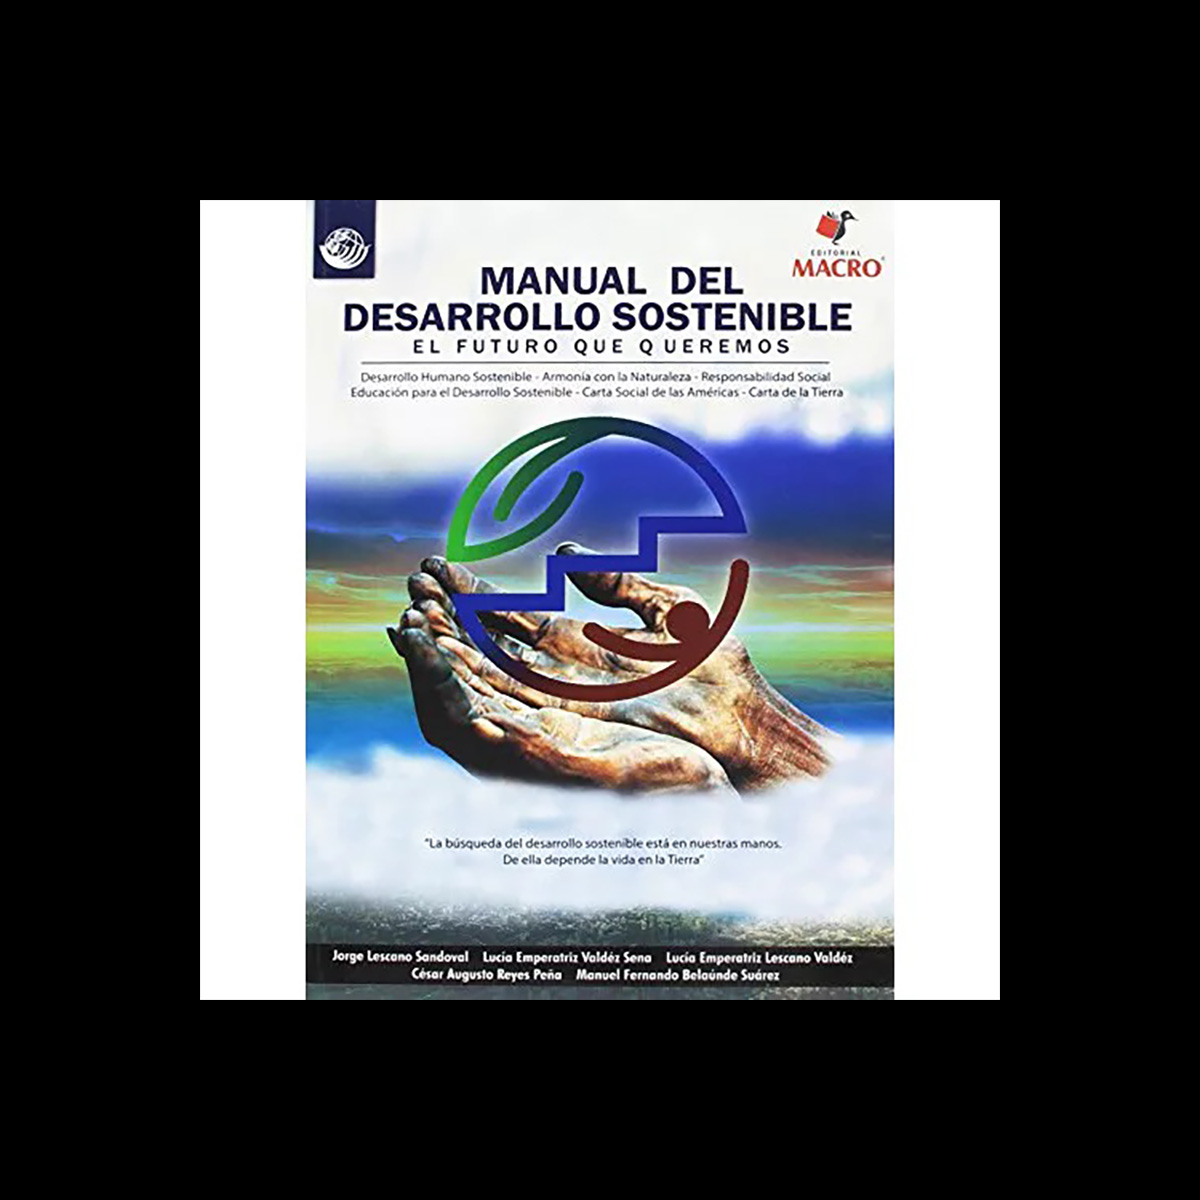 EDITORIAL
MACRO
MANUAL DEL
DESARROLLO SOSTENIBLE
EL FUTURO QUE QUEREMOS
Desarrollo Humano Sostenible - Armonía con la Naturaleza - Responsabilidad Social
Educación para el Desarrollo Sostenible - Carta Social de las Américas - Carta de la Tierra
"La búsqueda del desarrollo sostenible está en nuestras manos.
De ella depende la vida en la Tierra"
Jorge Lescano Sandoval Lucía Emperatriz Valdéz Sena Lucía Emperatriz Lescano Valdéz
César Augusto Reyes Peña Manuel Fernando Belaúnde Suárez